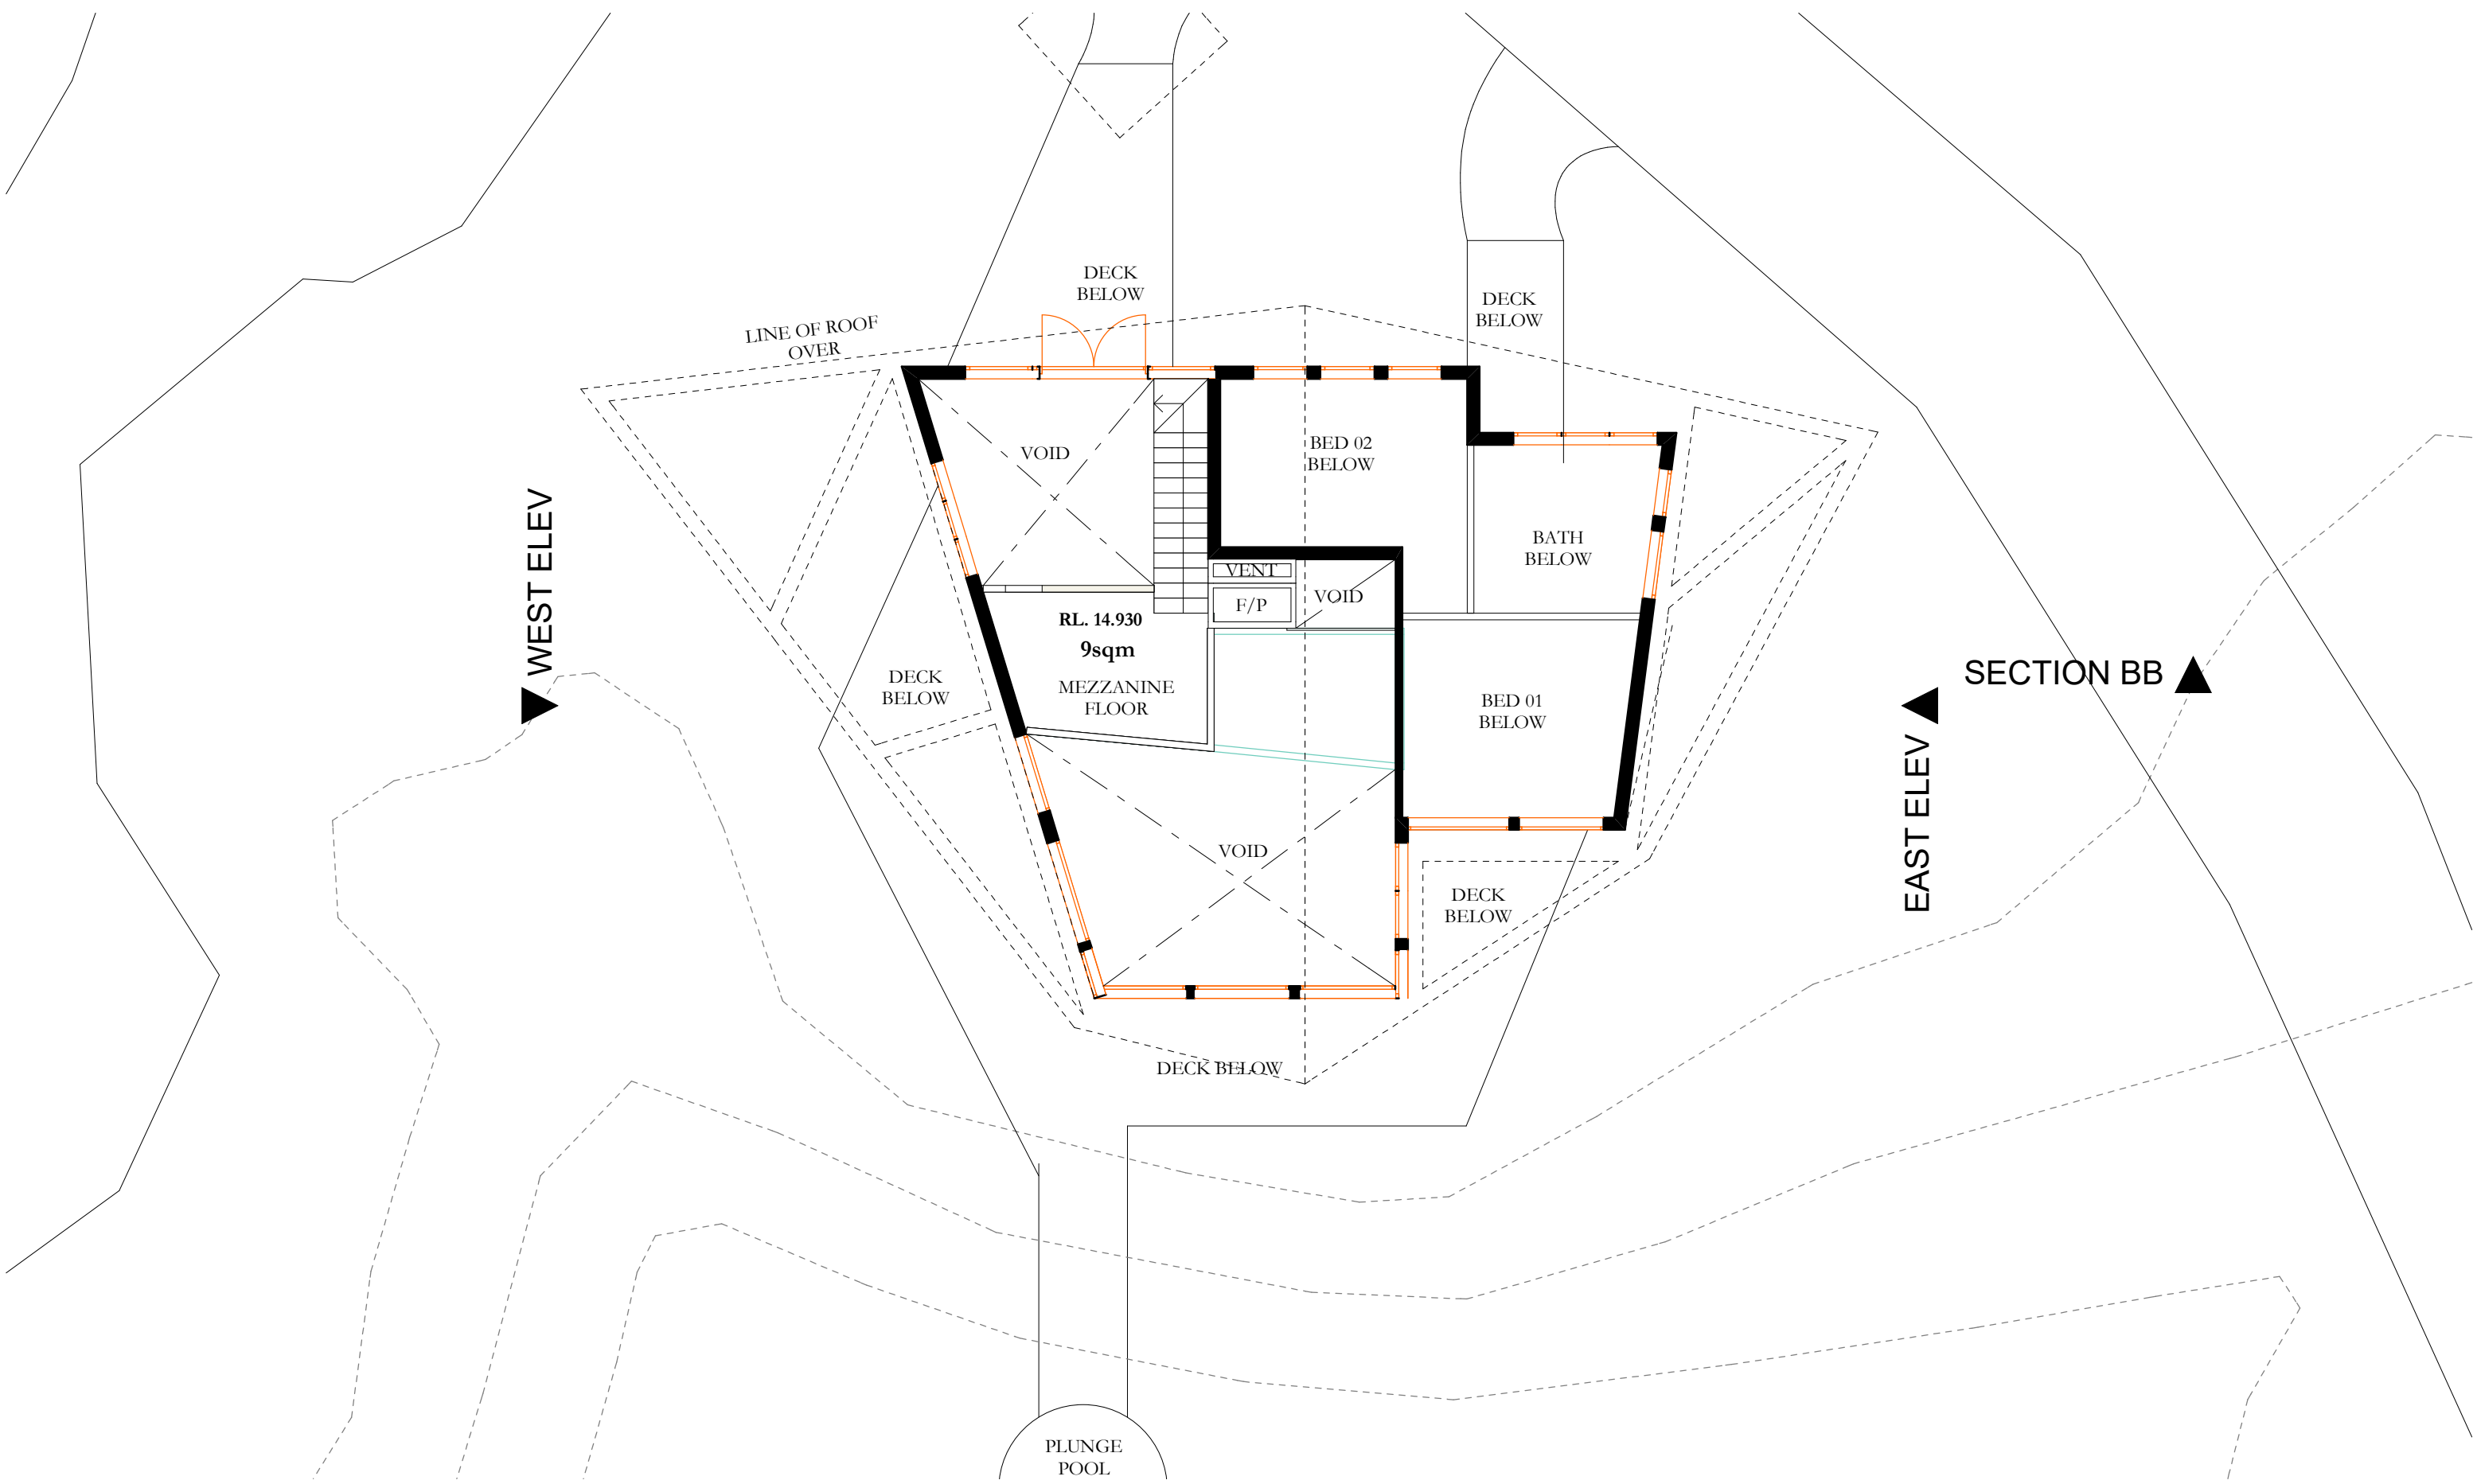 DECK
BELOW
DECK
BELOW
LINE OF ROOF
OVER
VOID
BED 02
BELOW
WEST ELEV
BATH
BELOW
VENT
VOID
F/P
RL. 14.930
9sqm
MEZZANINE
FLOOR
DECK
BELOW
BED 01
BELOW
SECTION BB
EAST ELEV
VOID
DECK
BELOW
DECK BELOW
PLUNGE
POOL